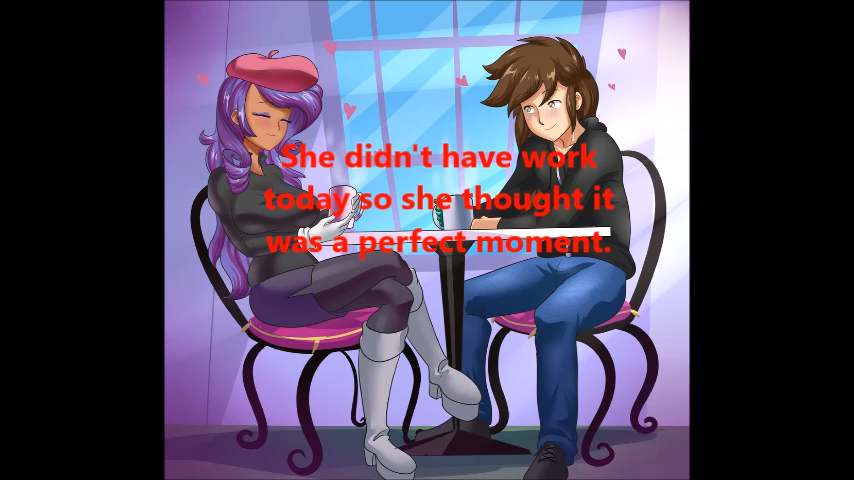 She didn't have work
today so she thought it
was a perfect moment.